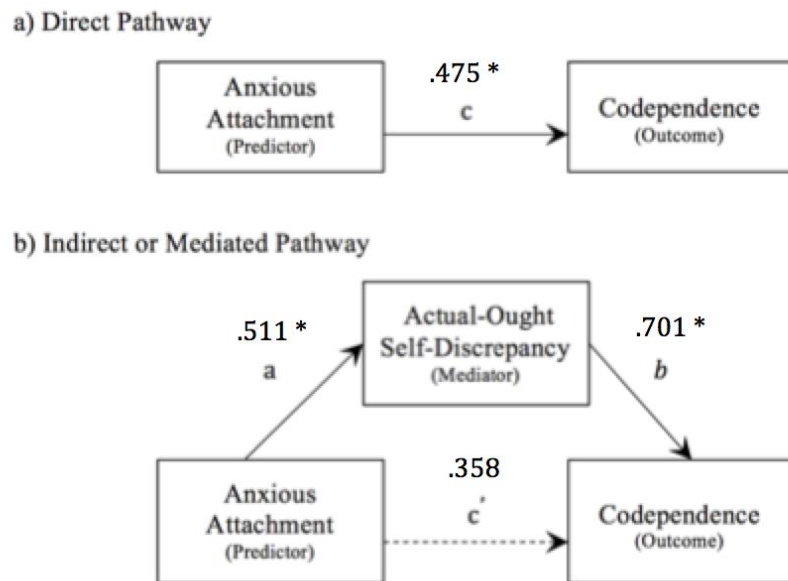 a) Direct Pathway
Anxious
Attachment
(Predictor)
.475 *
c
Codependence
(Outcome)
b) Indirect or Mediated Pathway
Actual-Ought
Self-Discrepancy
(Mediator)
.511 *
a
.701 *
b
Anxious
Attachment
(Predictor)
.358
c'
Codependence
(Outcome)